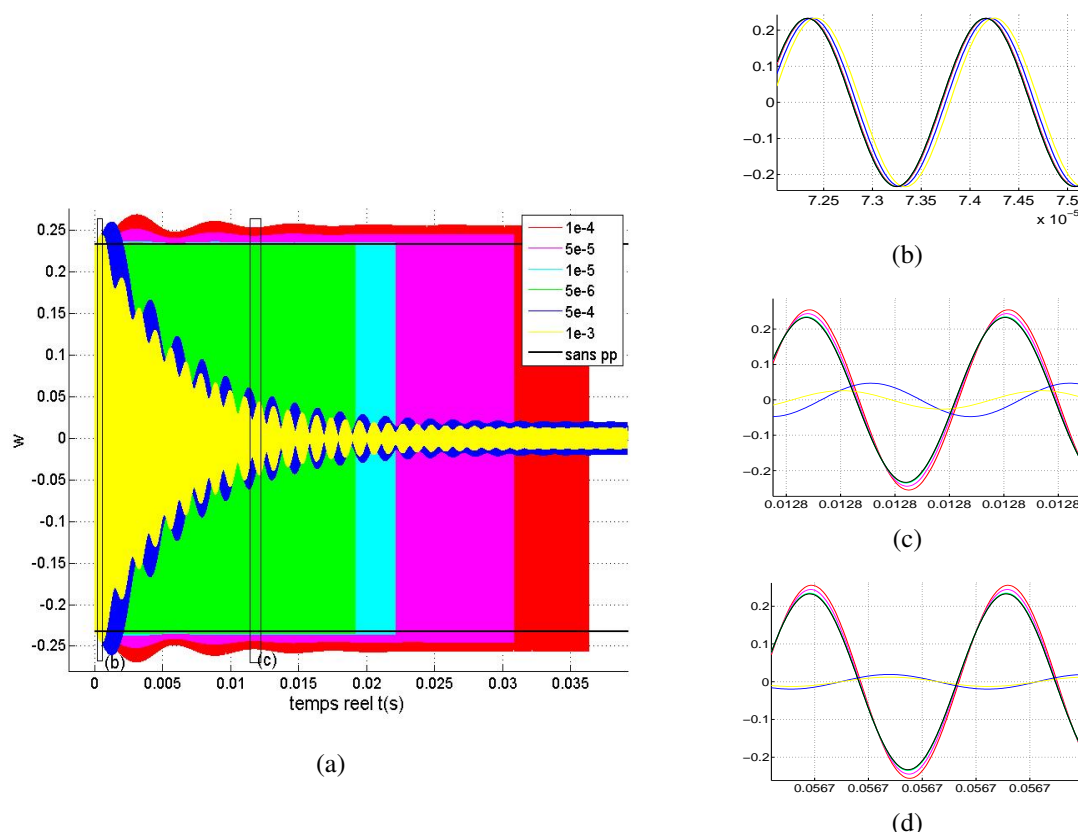 0.25
0.2
0.15
0.1
0.05
0
-0.05
-0.1
-0.15
-0.2
-0.25
w
0 0.005 0.01 0.015 0.02 0.025 0.03 0.035
temps reel t(s)
(b)
(c)
1e-4
5e-5
1e-5
5e-6
5e-4
1e-3
sans pp
(a)
0.2
0.1
0
−0.1
−0.2
7.25 7.3 7.35 7.4 7.45 7.5
x 10⁻⁵
(b)
0.2
0.1
0
−0.1
−0.2
0.0128 0.0128 0.0128 0.0128 0.0128
(c)
0.2
0.1
0
−0.1
−0.2
0.0567 0.0567 0.0567 0.0567 0.0567
(d)